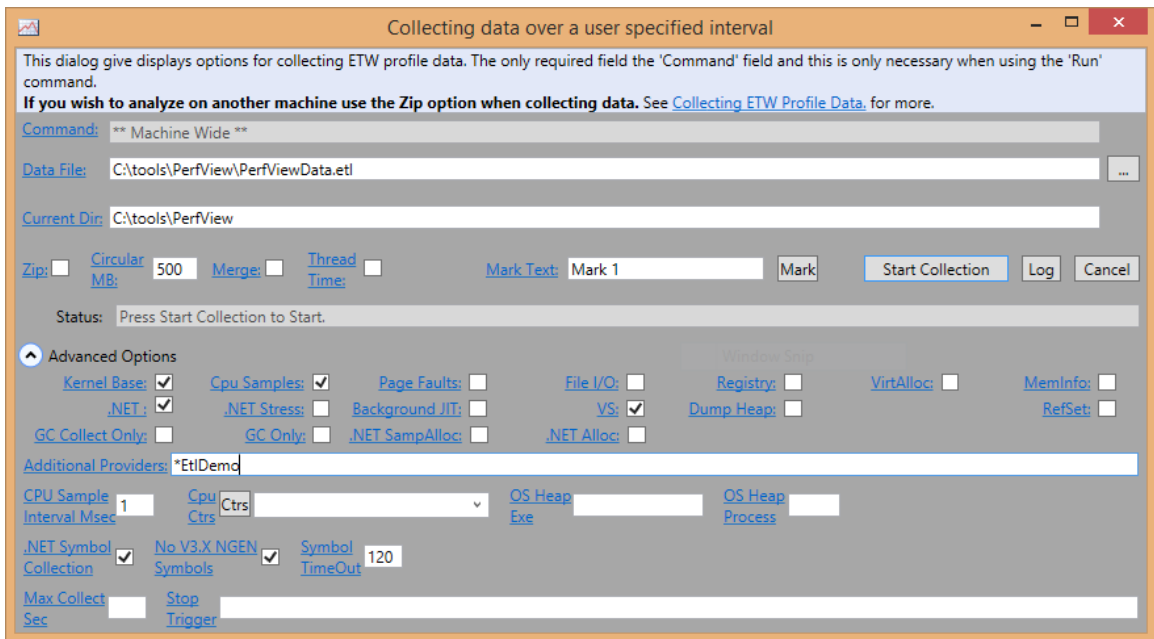 Collecting data over a user specified interval
This dialog give displays options for collecting ETW profile data. The only required field the 'Command' field and this is only necessary when using the 'Run'
command.
If you wish to analyze on another machine use the Zip option when collecting data. See Collecting ETW Profile Data. for more.
Command: ** Machine Wide **
Data File: C:\tools\PerfView\PerfViewData.etl ...
Current Dir: C:\tools\PerfView
Zip: Circular MB: 500 Merge: Thread Time: Mark Text: Mark 1 Mark Start Collection Log Cancel
Status: Press Start Collection to Start.
Advanced Options Window Snip
Kernel Base: Cpu Samples: Page Faults: File I/O: Registry: VirtAlloc: MemInfo:
.NET : .NET Stress: Background JIT: VS: Dump Heap: RefSet:
GC Collect Only: GC Only: .NET SampAlloc: .NET Alloc:
Additional Providers: *EtlDemo
CPU Sample Interval Msec 1 Cpu Ctrs Ctrs OS Heap Exe OS Heap Process
.NET Symbol Collection No V3.X NGEN Symbols Symbol TimeOut 120
Max Collect Sec Stop Trigger